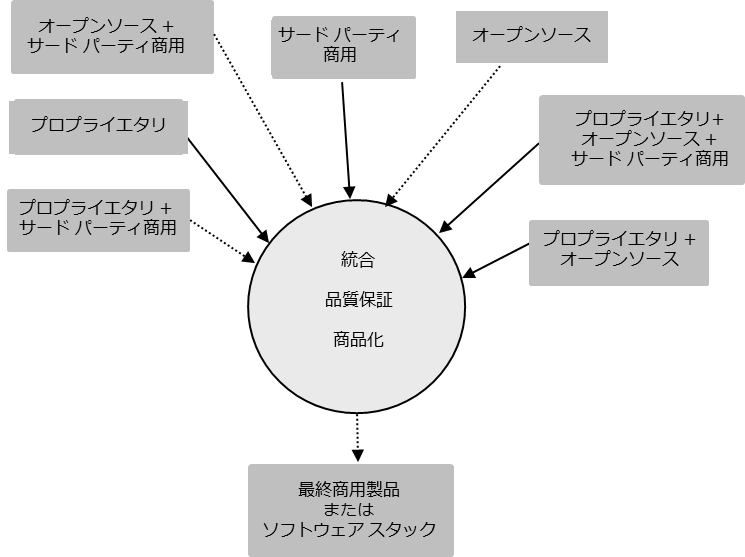 オープンソース +
サード パーティ商用
サード パーティ
商用
オープンソース
プロプライエタリ
プロプライエタリ+
オープンソース +
サード パーティ商用
プロプライエタリ +
サード パーティ商用
プロプライエタリ +
オープンソース
統合
品質保証
商品化
最終商用製品
または
ソフトウェア スタック